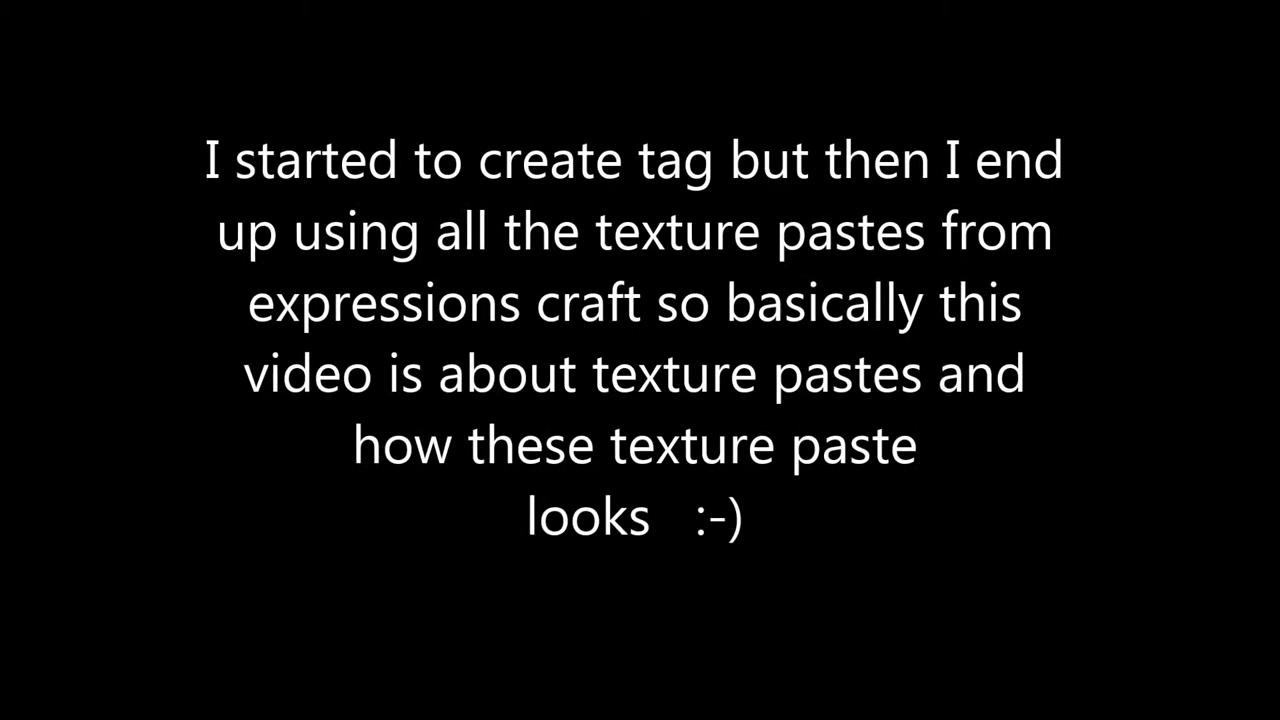 I started to create tag but then I end
up using all the texture pastes from
expressions craft so basically this
video is about texture pastes and
how these texture paste
looks   :-)